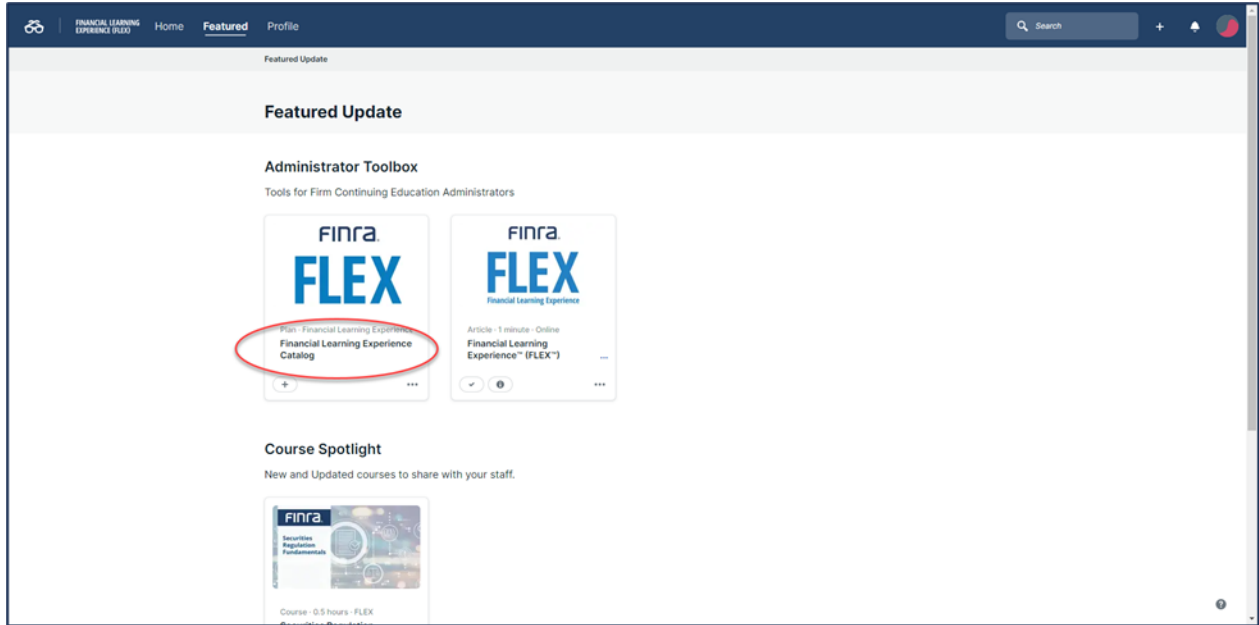 FINANCIAL LEARNING
EXPERIENCE (FLEX)
Home
Featured
Profile
Search
Featured Update
Featured Update
Administrator Toolbox
Tools for Firm Continuing Education Administrators
FINRA.
FLEX
Plan · Financial Learning Experience
Financial Learning Experience
Catalog
FINRA.
FLEX
Financial Learning Experience
Article · 1 minute · Online
Financial Learning
Experience™ (FLEX™)
Course Spotlight
New and Updated courses to share with your staff.
FINRA.
Securities
Regulation
Fundamentals
Course · 0.5 hours · FLEX
Securities Regulation